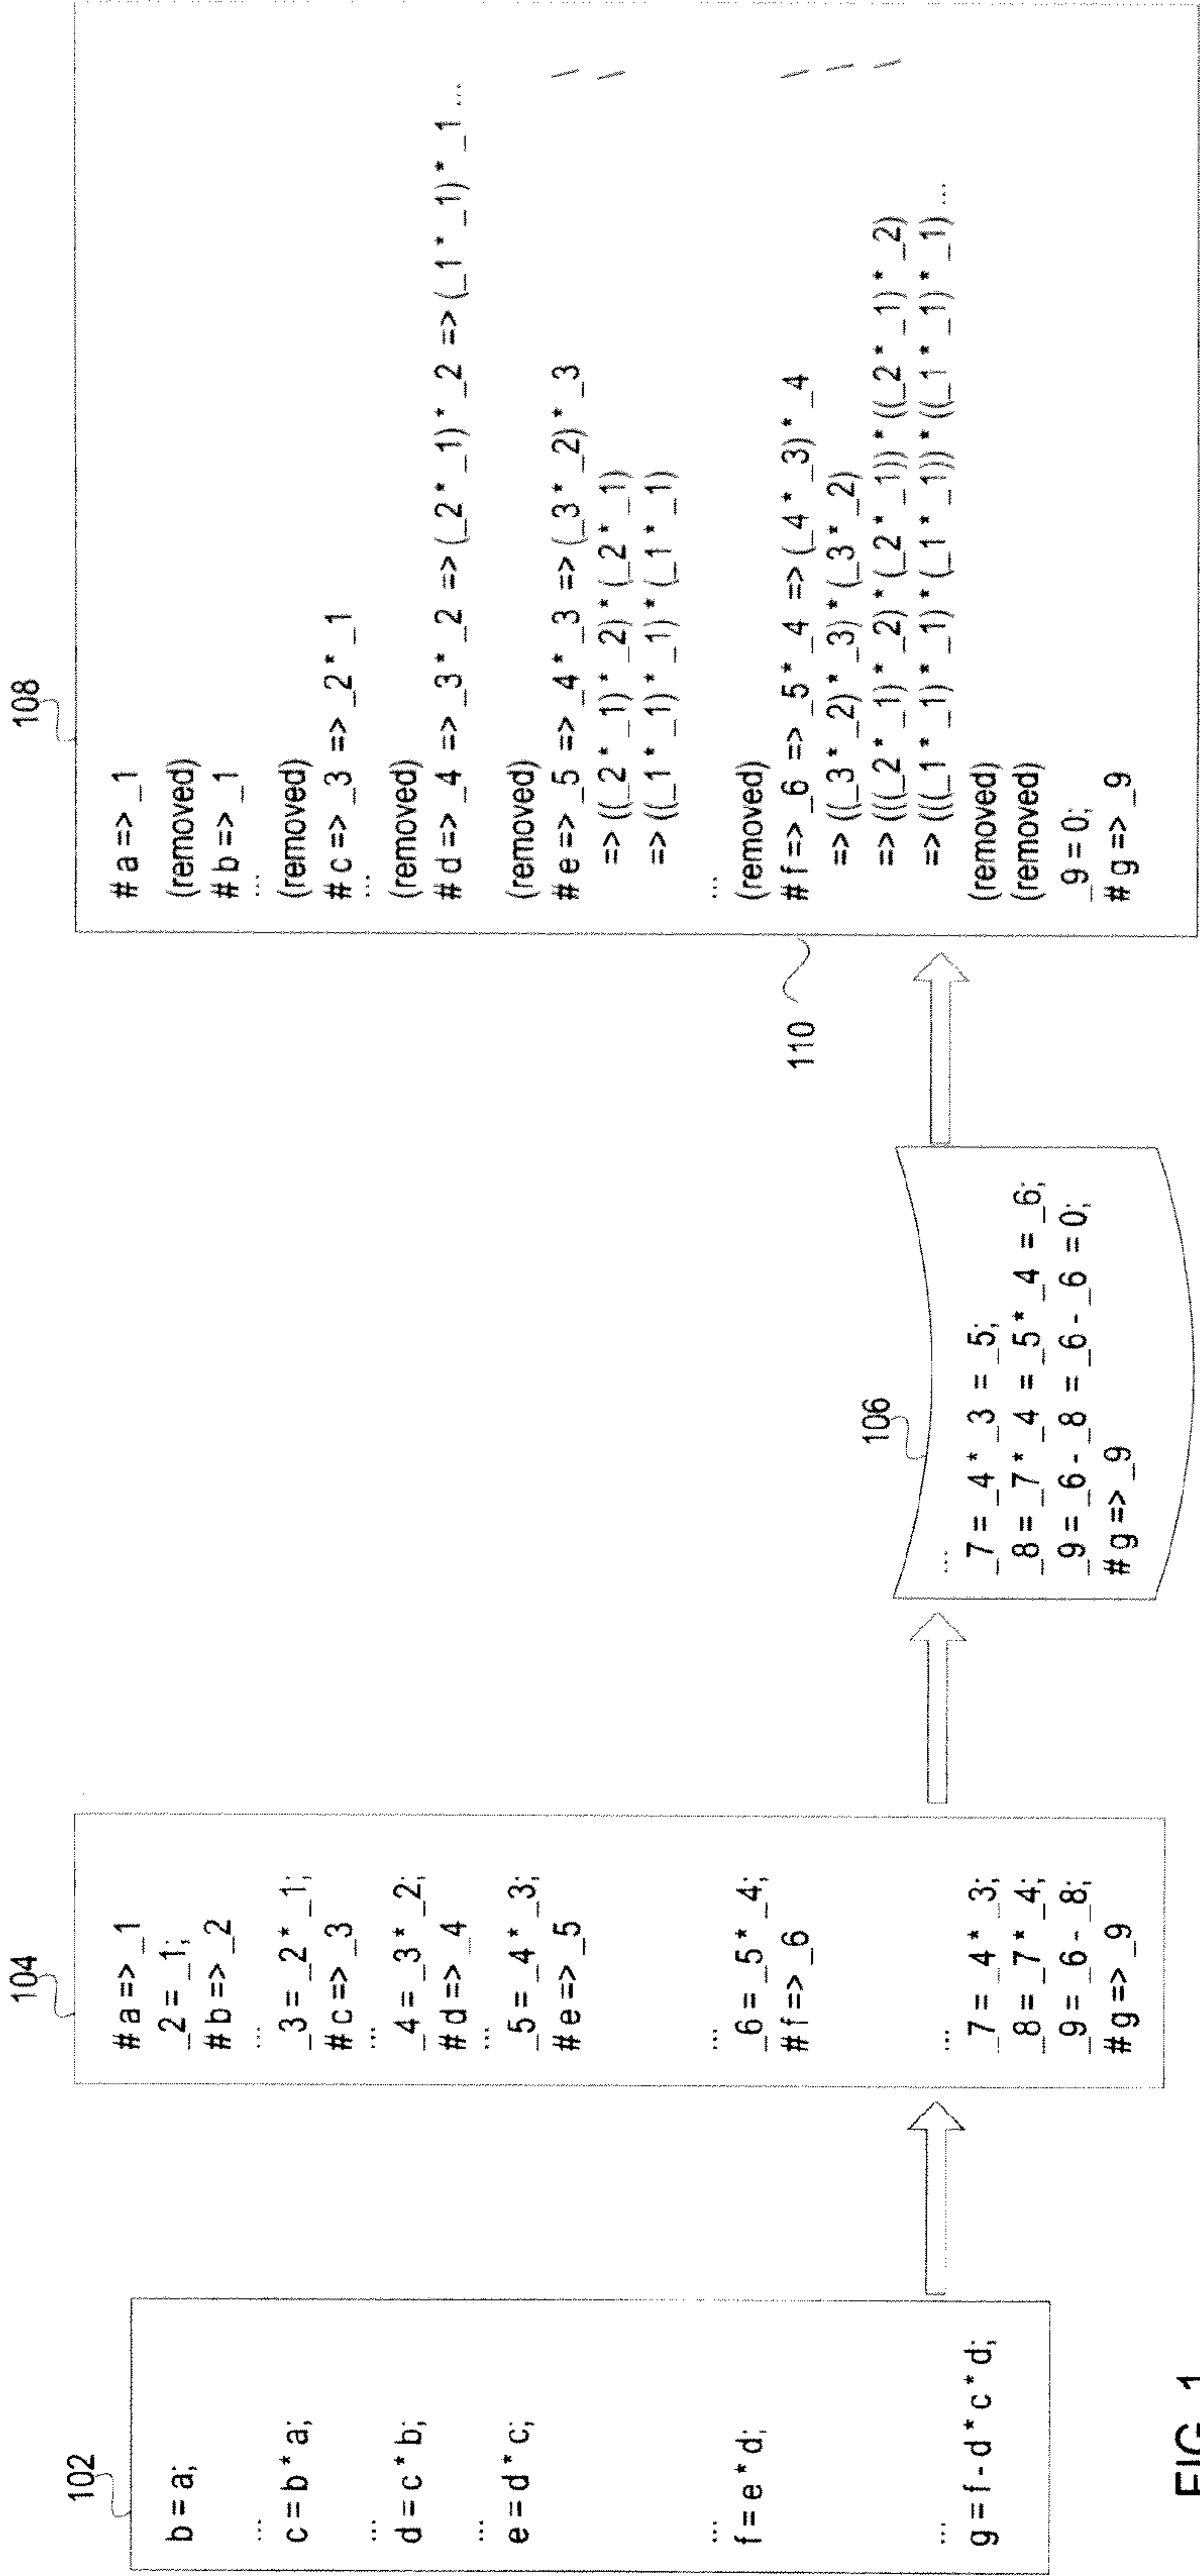 102
b = a;
...
c = b * a;
...
d = c * b;
...
e = d * c;
...
f = e * d;
...
g = f - d * c * d;
104
# a => _1
_2 = _1;
# b => _2
...
_3 = _2 * _1;
# c => _3
...
_4 = _3 * _2;
# d => _4
...
_5 = _4 * _3;
# e => _5
...
_6 = _5 * _4;
# f => _6
...
_7 = _4 * _3;
_8 = _7 * _4;
_9 = _6 - _8;
# g => _9
106
...
_7 = _4 * _3 = _5;
_8 = _7 * _4 = _5 * _4 = _6;
_9 = _6 - _8 = _6 - _6 = 0;
# g => _9
108
# a => _1
(removed)
# b => _1
...
(removed)
# c => _3 => _2 * _1
...
(removed)
# d => _4 => _3 * _2 => (_2 * _1) * _2 => (_1 * _1) * _1 ...
(removed)
# e => _5 => _4 * _3 => (_3 * _2) * _3 \
=> ((_2 * _1) * _2) * (_2 * _1) /
=> ((_1 * _1) * _1) * (_1 * _1)
...
(removed)
# f => _6 => _5 * _4 => (_4 * _3) * _4 \
=> ((_3 * _2) * _3) * (_3 * _2) |
=> (((_2 * _1) * _2) * (_2 * _1)) * ((_2 * _1) * _2) /
=> (((_1 * _1) * _1) * (_1 * _1)) * ((_1 * _1) * _1) ...
(removed)
(removed)
_9 = 0;
# g => _9
110
FIG. 1